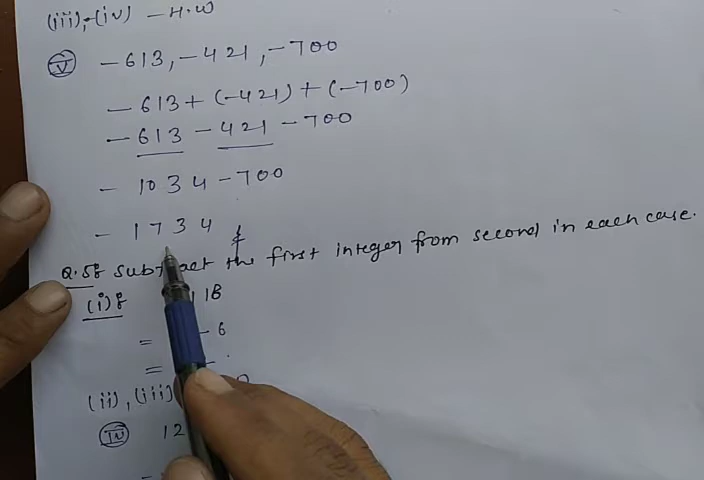 (iii), (iv) – H.W
(V) – 613, – 421, – 700
– 613 + (– 421) + (– 700)
– 613 – 421 – 700
– 1034 – 700
– 1734
Q.5 subtract the first integer from second in each case.
(i) 18
= – 6
=
(ii), (iii)
(IV) 12
=